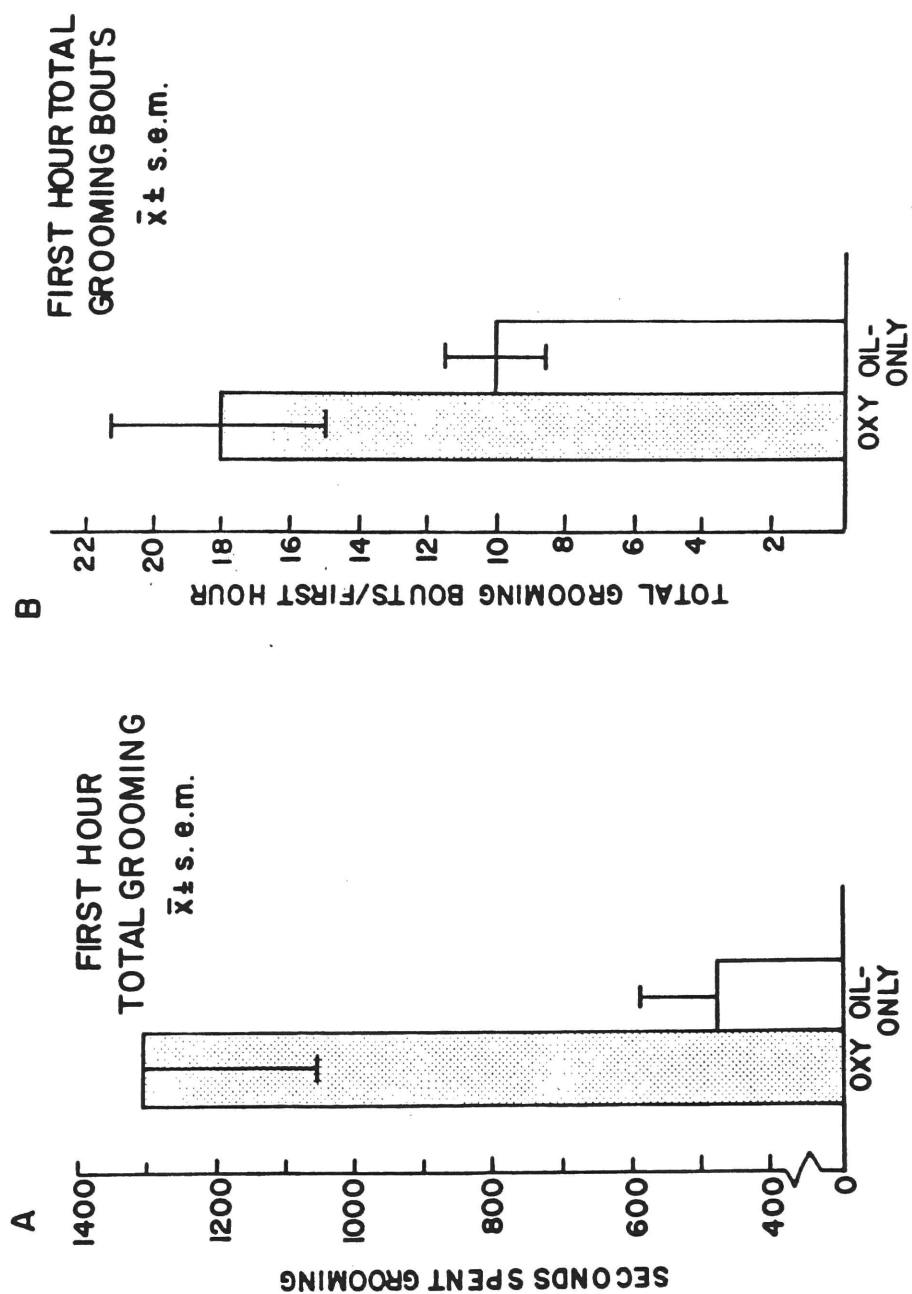 A
FIRST HOUR
TOTAL GROOMING
x̄ ± s. e.m.
SECONDS SPENT GROOMING
1400
1000
800
600
400
0
OXY OIL-
ONLY
B
FIRST HOUR TOTAL
GROOMING BOUTS
x̄ ± s.e.m.
TOTAL GROOMING BOUTS/FIRST HOUR
22
20
18
16
14
12
10
8
6
4
2
OXY OIL-
ONLY